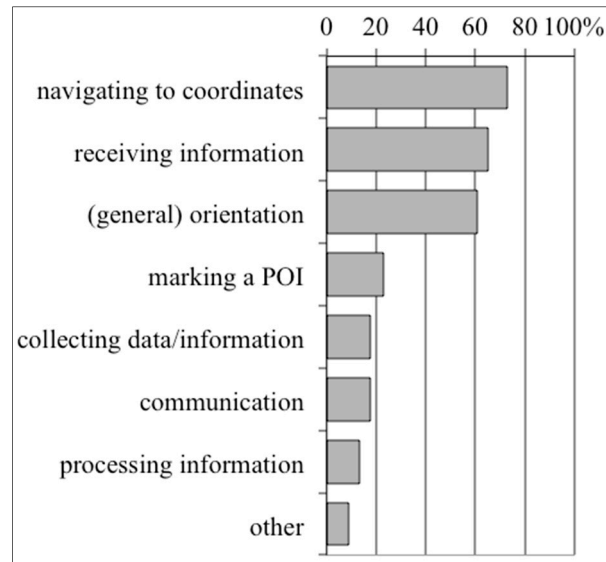 0 20 40 60 80 100%
navigating to coordinates
receiving information
(general) orientation
marking a POI
collecting data/information
communication
processing information
other